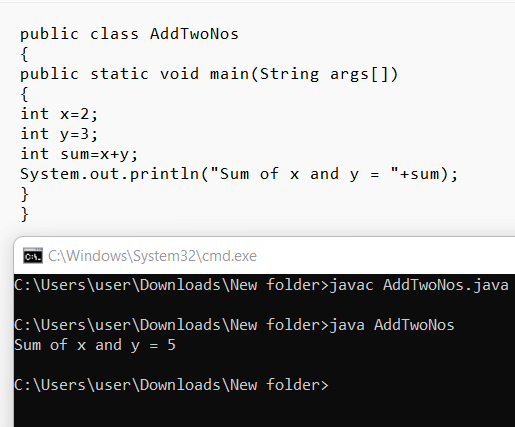 public class AddTwoNos
{
public static void main(String args[])
{
int x=2;
int y=3;
int sum=x+y;
System.out.println("Sum of x and y = "+sum);
}
}
C:\Windows\System32\cmd.exe
C:\Users\user\Downloads\New folder>javac AddTwoNos.java
C:\Users\user\Downloads\New folder>java AddTwoNos
Sum of x and y = 5
C:\Users\user\Downloads\New folder>